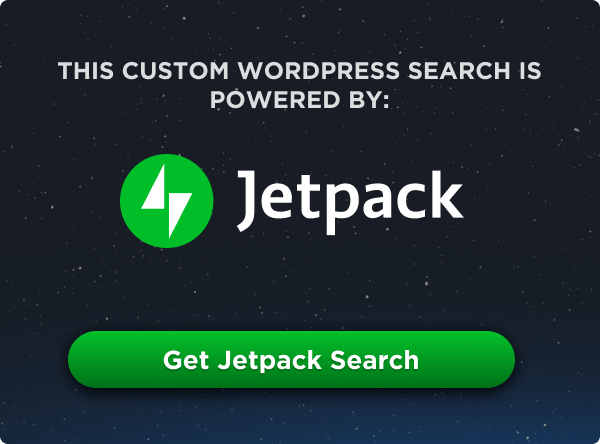 THIS CUSTOM WORDPRESS SEARCH IS
POWERED BY:
Jetpack
Get Jetpack Search